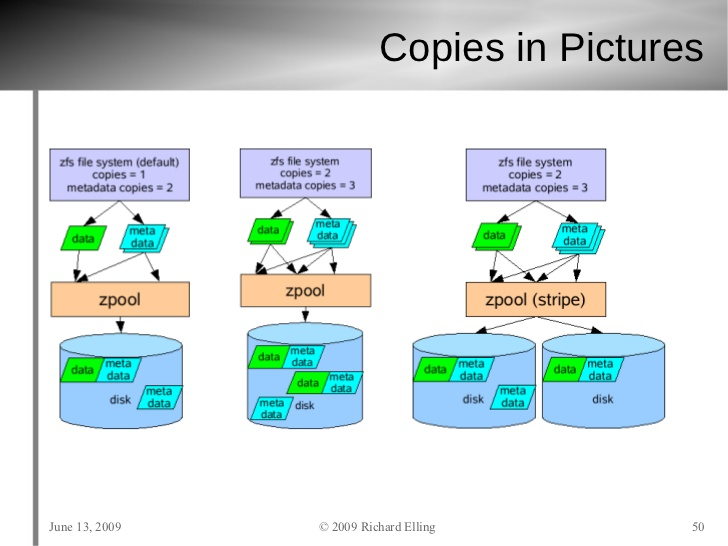 Copies in Pictures
zfs file system (default)
copies = 1
metadata copies = 2
data
meta
data
zpool
data
meta
data
disk
meta
data
zfs file system
copies = 2
metadata copies = 3
data
meta
data
zpool
data
meta
data
data
meta
data
meta
data
disk
zfs file system
copies = 2
metadata copies = 3
data
meta
data
zpool (stripe)
data
meta
data
disk
meta
data
data
meta
data
disk
June 13, 2009
© 2009 Richard Elling
50